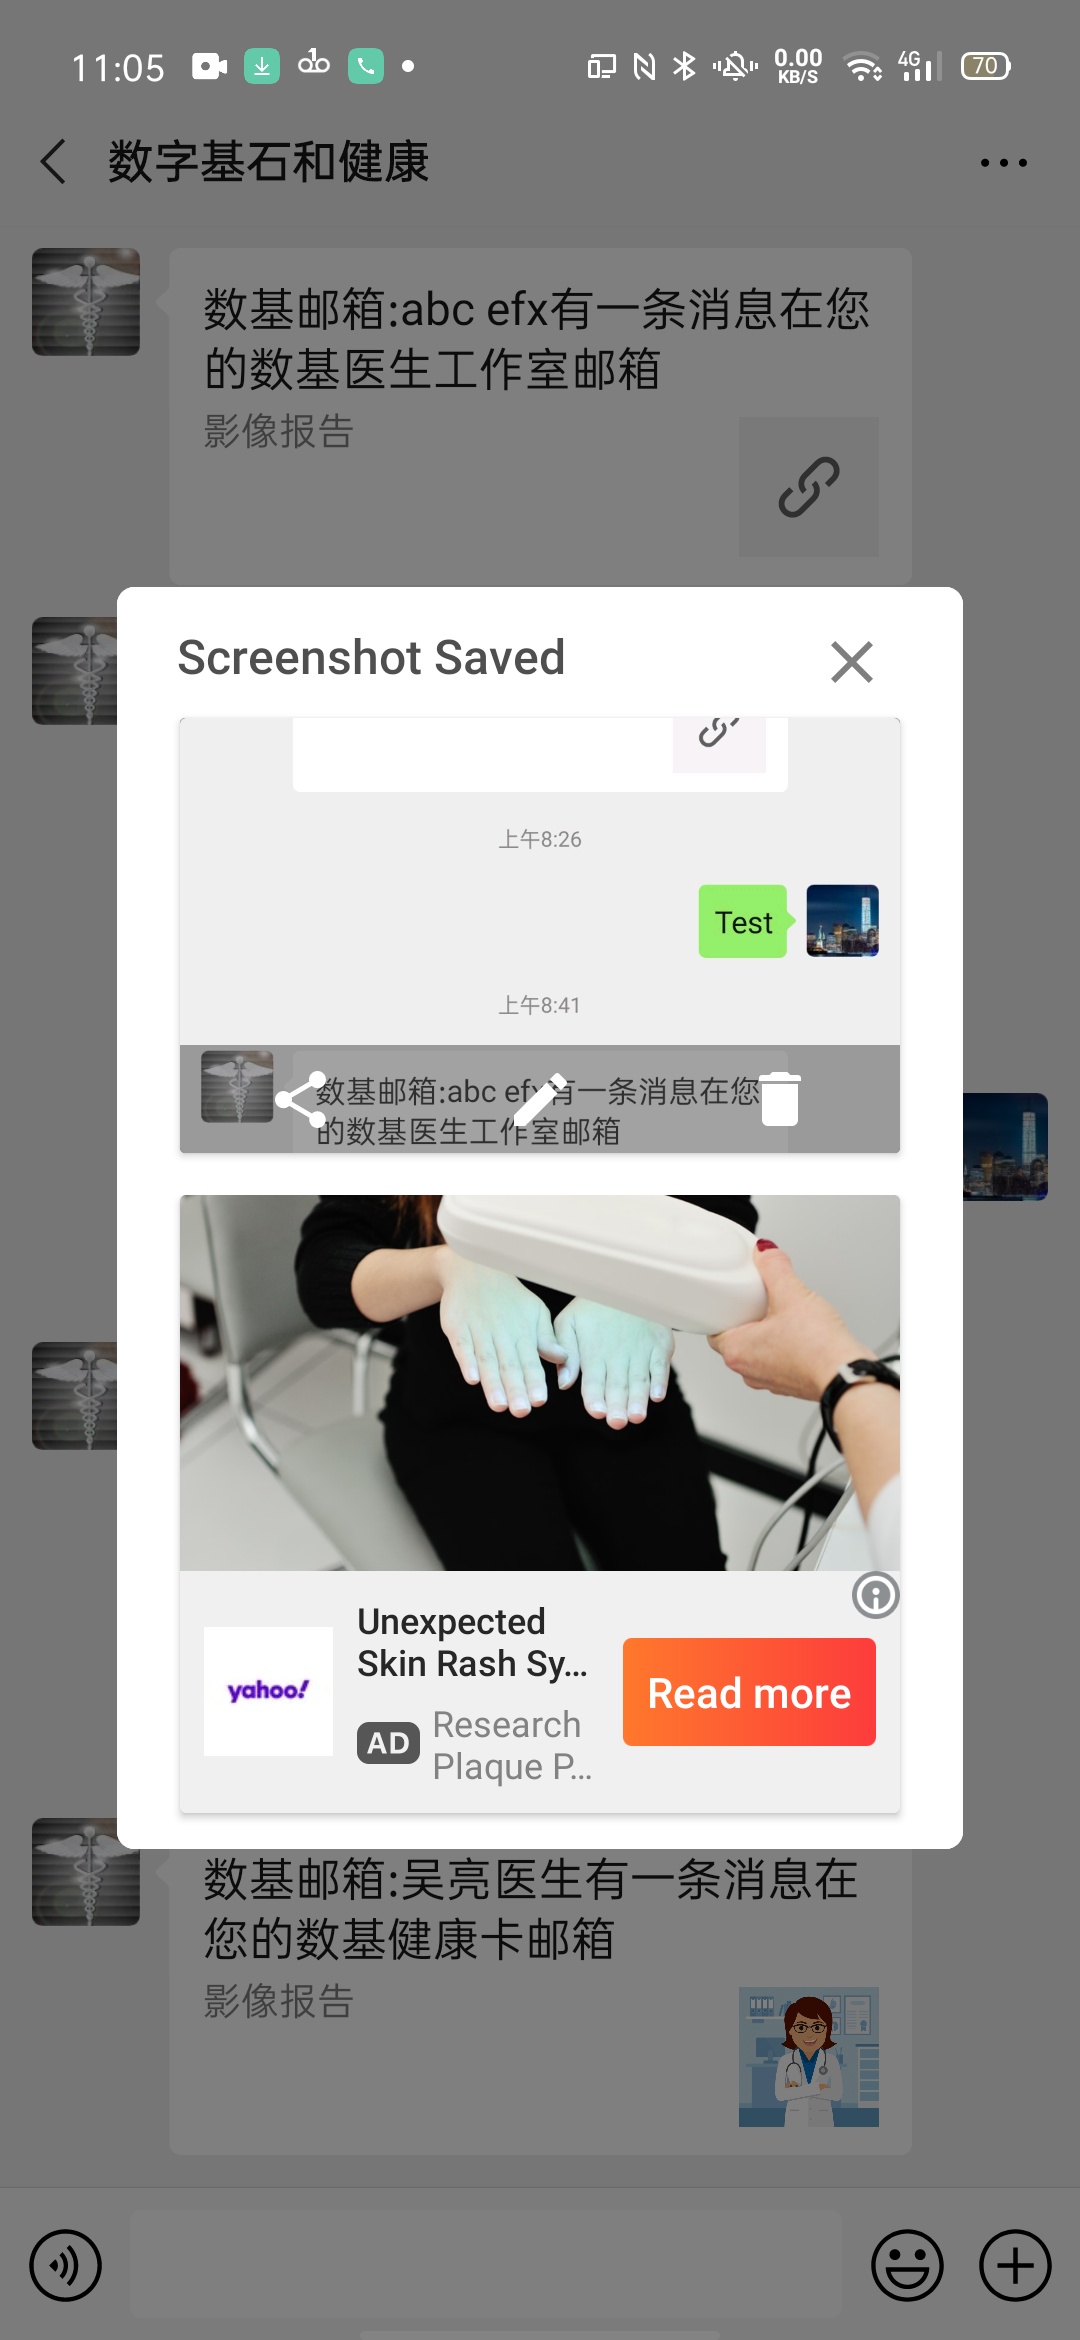 11:05
0.00
KB/S
4G
70
数字基石和健康
数基邮箱:abc efx有一条消息在您
的数基医生工作室邮箱
影像报告
Screenshot Saved
上午8:26
Test
上午8:41
数基邮箱:abc efx有一条消息在您
的数基医生工作室邮箱
Unexpected
Skin Rash Sy...
yahoo!
Read more
AD
Research
Plaque P...
数基邮箱:吴亮医生有一条消息在
您的数基健康卡邮箱
影像报告